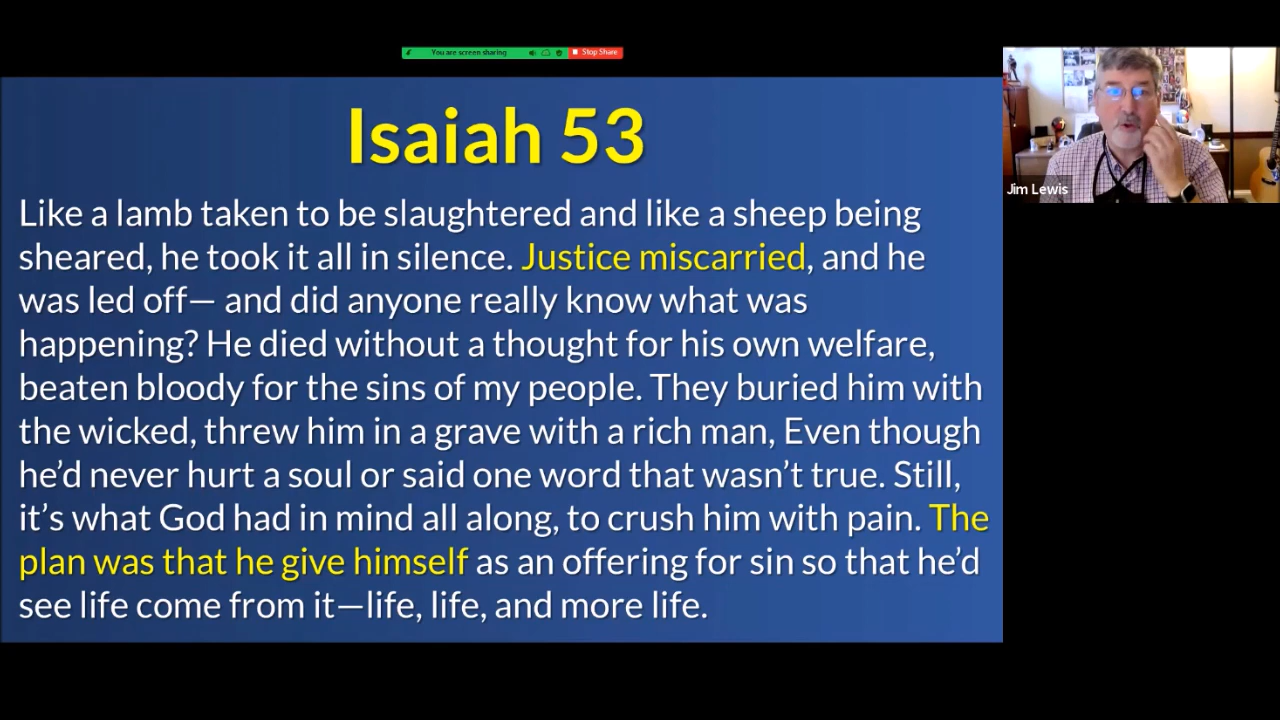 You are screen sharing
Stop Share
Isaiah 53
Like a lamb taken to be slaughtered and like a sheep being
sheared, he took it all in silence. Justice miscarried, and he
was led off— and did anyone really know what was
happening? He died without a thought for his own welfare,
beaten bloody for the sins of my people. They buried him with
the wicked, threw him in a grave with a rich man, Even though
he’d never hurt a soul or said one word that wasn’t true. Still,
it’s what God had in mind all along, to crush him with pain. The
plan was that he give himself as an offering for sin so that he’d
see life come from it—life, life, and more life.
Jim Lewis